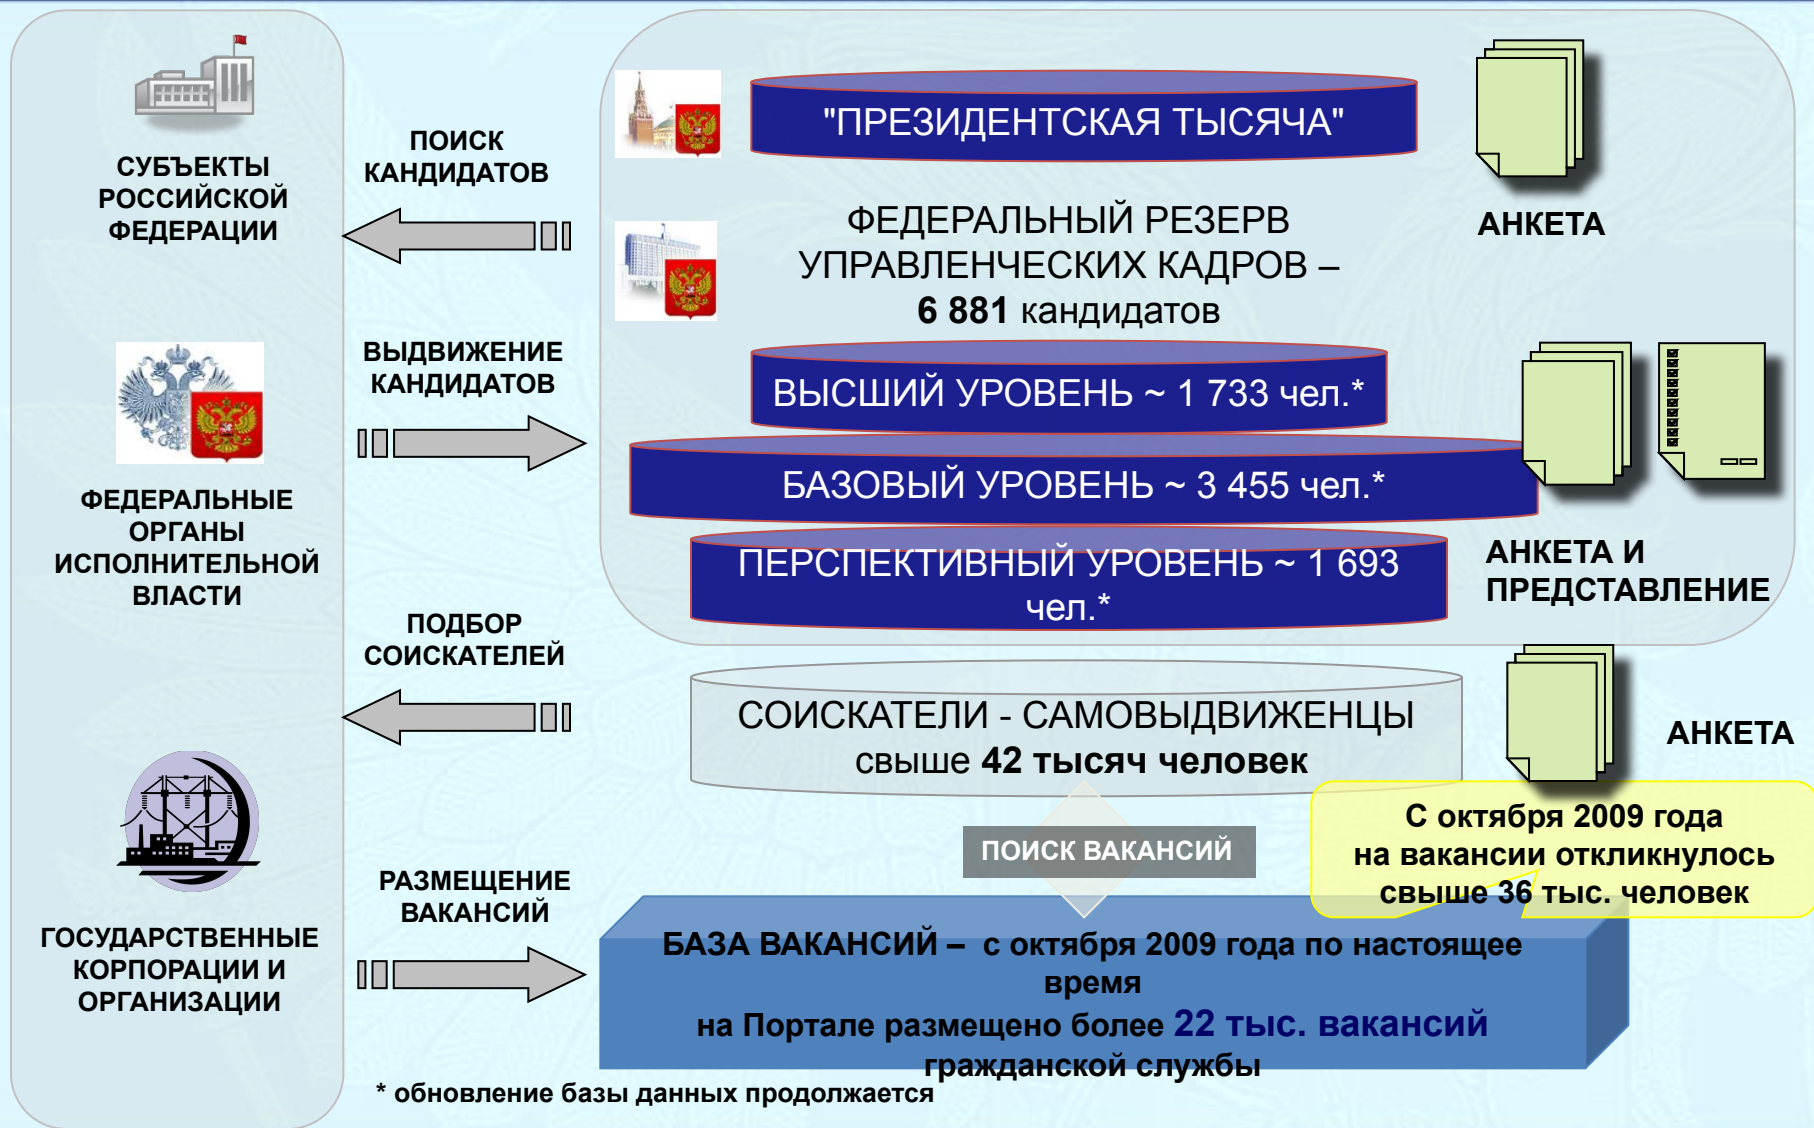 СУБЪЕКТЫ
РОССИЙСКОЙ
ФЕДЕРАЦИИ
ФЕДЕРАЛЬНЫЕ
ОРГАНЫ
ИСПОЛНИТЕЛЬНОЙ
ВЛАСТИ
ГОСУДАРСТВЕННЫЕ
КОРПОРАЦИИ И
ОРГАНИЗАЦИИ
ПОИСК
КАНДИДАТОВ
ВЫДВИЖЕНИЕ
КАНДИДАТОВ
ПОДБОР
СОИСКАТЕЛЕЙ
РАЗМЕЩЕНИЕ
ВАКАНСИЙ
"ПРЕЗИДЕНТСКАЯ ТЫСЯЧА"
АНКЕТА
ФЕДЕРАЛЬНЫЙ РЕЗЕРВ
УПРАВЛЕНЧЕСКИХ КАДРОВ –
6 881 кандидатов
ВЫСШИЙ УРОВЕНЬ ~ 1 733 чел.*
БАЗОВЫЙ УРОВЕНЬ ~ 3 455 чел.*
ПЕРСПЕКТИВНЫЙ УРОВЕНЬ ~ 1 693
чел.*
АНКЕТА И
ПРЕДСТАВЛЕНИЕ
СОИСКАТЕЛИ - САМОВЫДВИЖЕНЦЫ
свыше 42 тысяч человек
АНКЕТА
ПОИСК ВАКАНСИЙ
С октября 2009 года
на вакансии откликнулось
свыше 36 тыс. человек
БАЗА ВАКАНСИЙ – с октября 2009 года по настоящее
время
на Портале размещено более 22 тыс. вакансий
гражданской службы
* обновление базы данных продолжается